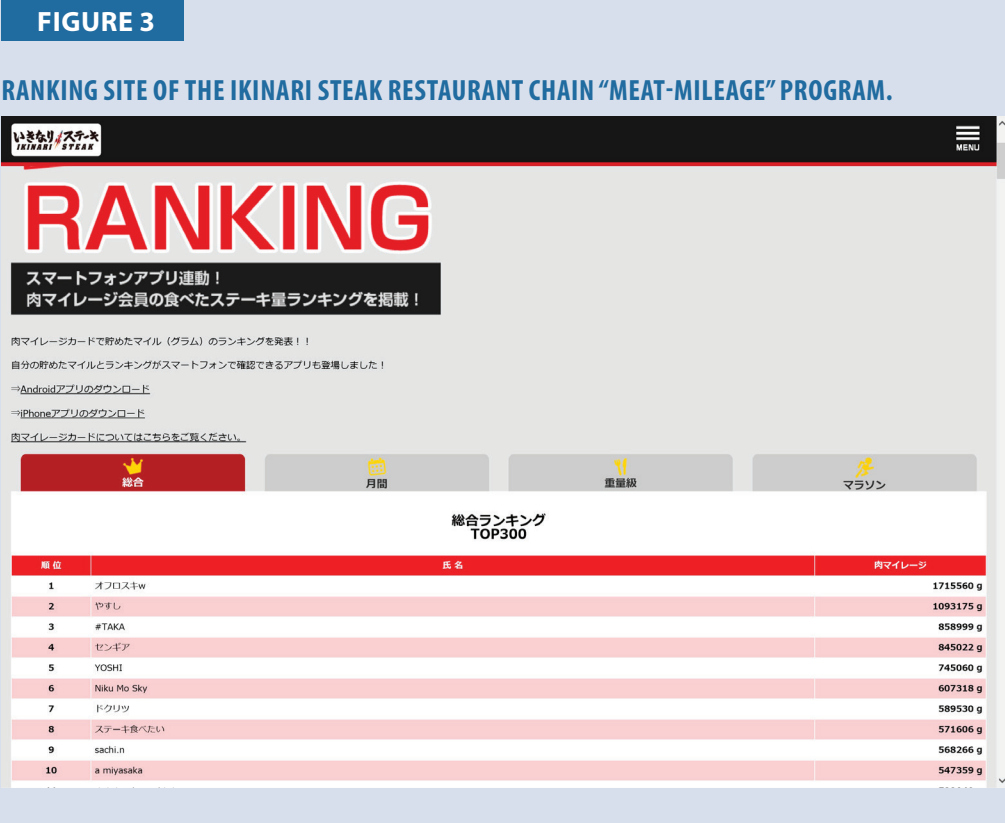 FIGURE 3
RANKING SITE OF THE IKINARI STEAK RESTAURANT CHAIN “MEAT-MILEAGE” PROGRAM.
いきなり!ステーキ
IKINARI STEAK
MENU
RANKING
スマートフォンアプリ連動！
肉マイレージ会員の食べたステーキ量ランキングを掲載！
肉マイレージカードで貯めたマイル（グラム）のランキングを発表！！
自分の貯めたマイルとランキングがスマートフォンで確認できるアプリも登場しました！
⇒Androidアプリのダウンロード
⇒iPhoneアプリのダウンロード
肉マイレージカードについてはこちらをご覧ください。
総合 月間 重量級 マラソン
総合ランキング
TOP300
順位 氏名 肉マイレージ
1 オフロスキw 1715560 g
2 やすし 1093175 g
3 #TAKA 858999 g
4 センギア 845022 g
5 YOSHI 745060 g
6 Niku Mo Sky 607318 g
7 ドクリツ 589530 g
8 ステーキ食べたい 571606 g
9 sachi.n 568266 g
10 a miyasaka 547359 g